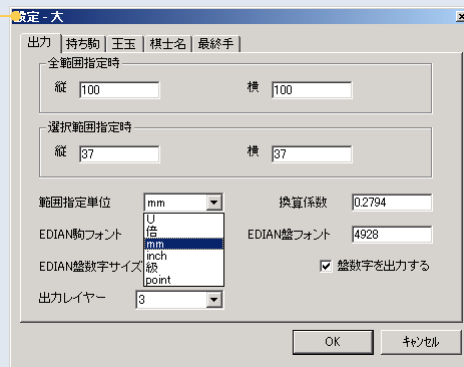 設定 - 大
出力 持ち駒 王玉 棋士名 最終手
全範囲指定時
縦 100 横 100
選択範囲指定時
縦 37 横 37
範囲指定単位 mm 換算係数 0.2794
U
倍
mm
inch
級
point
EDIAN駒フォント EDIAN盤フォント 4928
EDIAN盤数字サイズ 盤数字を出力する
出力レイヤー 3
OK キャンセル